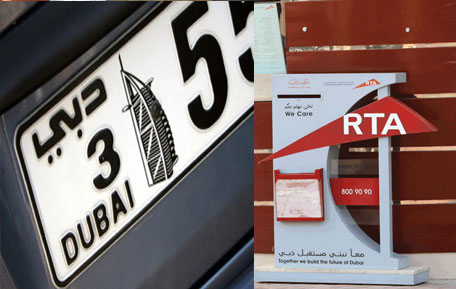 دبي
3
DUBAI
55
RTA
نحن نهتم بكم
We Care
RTA
800 90 90
معاً نبني مستقبل دبي
Together we build the future of Dubai